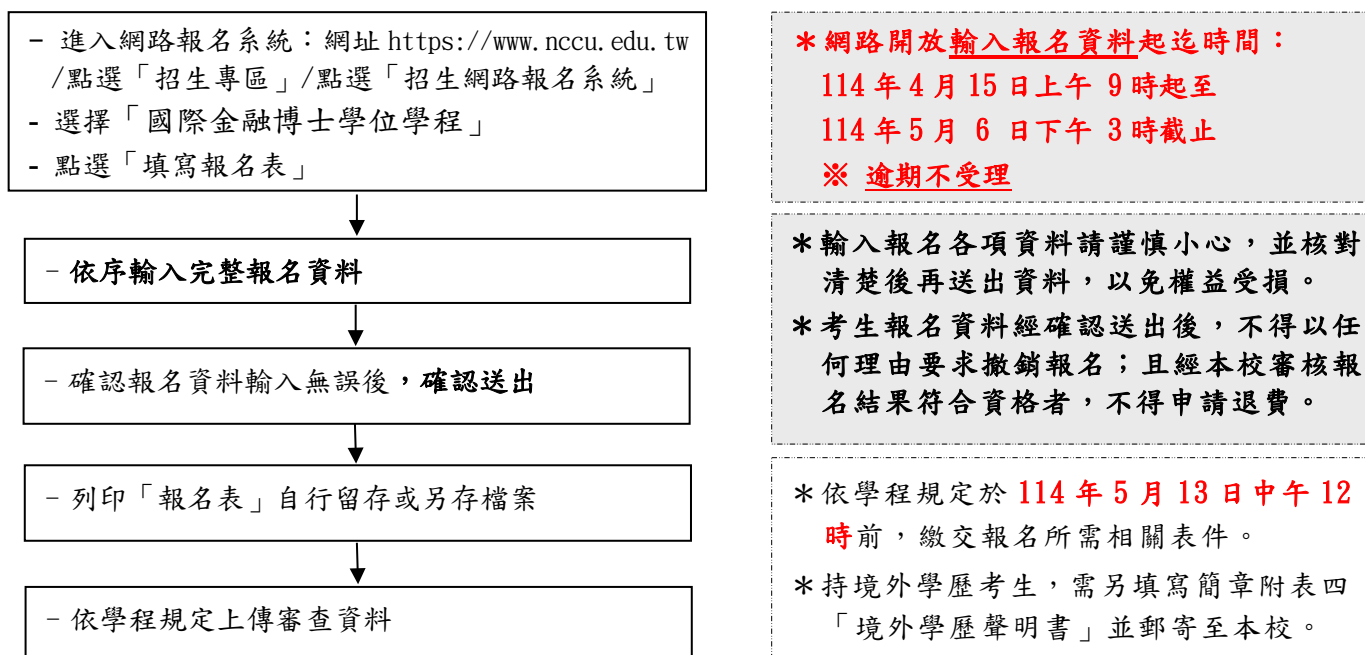 - 進入網路報名系統：網址 https://www.nccu.edu.tw
/點選「招生專區」/點選「招生網路報名系統」
- 選擇「國際金融博士學位學程」
- 點選「填寫報名表」
＊網路開放輸入報名資料起迄時間：
114 年 4 月 15 日上午 9 時起至
114 年 5 月 6 日下午 3 時截止
※ 逾期不受理
- 依序輸入完整報名資料
- 確認報名資料輸入無誤後，確認送出
＊輸入報名各項資料請謹慎小心，並核對
清楚後再送出資料，以免權益受損。
＊考生報名資料經確認送出後，不得以任
何理由要求撤銷報名；且經本校審核報
名結果符合資格者，不得申請退費。
- 列印「報名表」自行留存或另存檔案
- 依學程規定上傳審查資料
＊依學程規定於 114 年 5 月 13 日中午 12
時前，繳交報名所需相關表件。
＊持境外學歷考生，需另填寫簡章附表四
「境外學歷聲明書」並郵寄至本校。